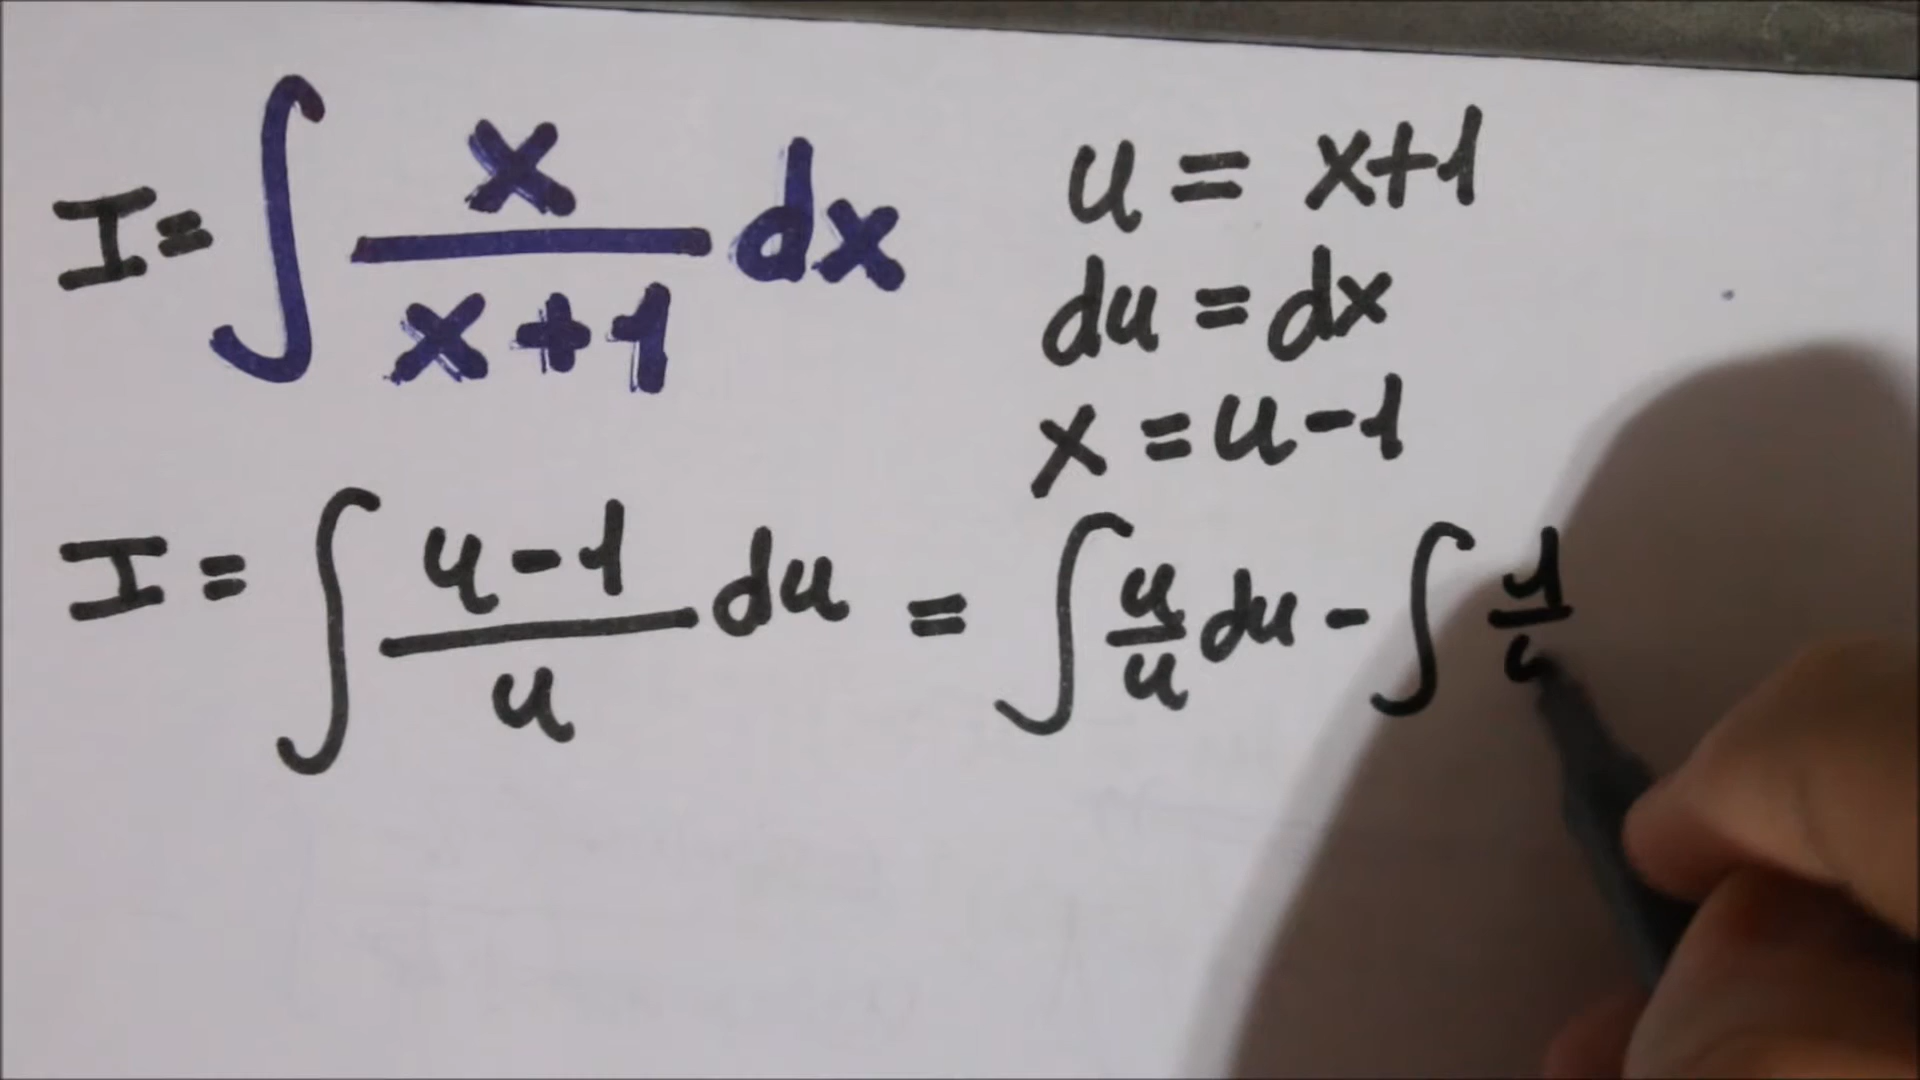 I = ∫ x/(x+1) dx
u = x+1
du = dx
x = u-1
I = ∫ (u-1)/u du = ∫ u/u du - ∫ 1/u